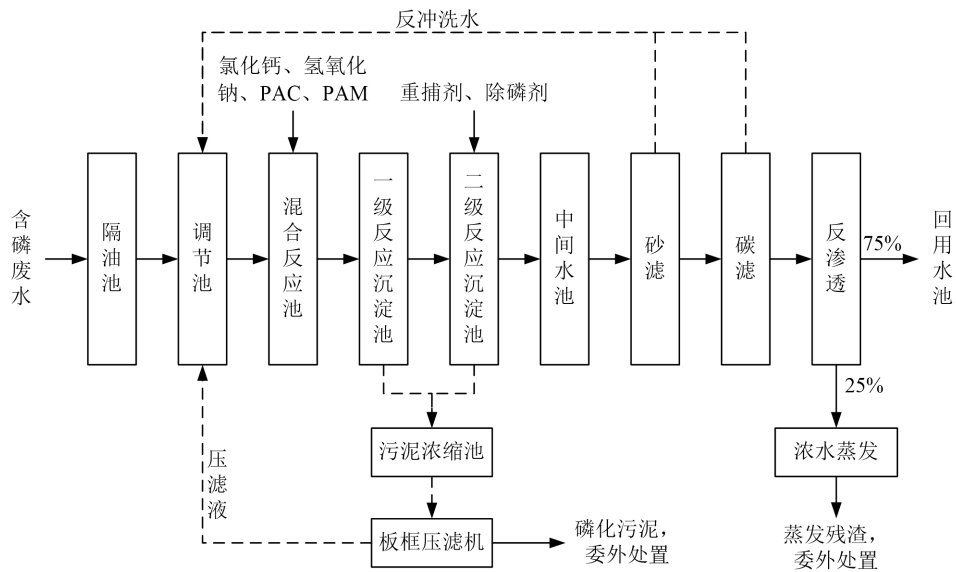 反冲洗水
氯化钙、氢氧化
钠、PAC、PAM
重捕剂、除磷剂
含磷废水
隔油池
调节池
混合反应池
一级反应沉淀池
二级反应沉淀池
中间水池
砂滤
碳滤
反渗透
75%
回用水池
25%
污泥浓缩池
浓水蒸发
压滤液
板框压滤机
磷化污泥，
委外处置
蒸发残渣，
委外处置